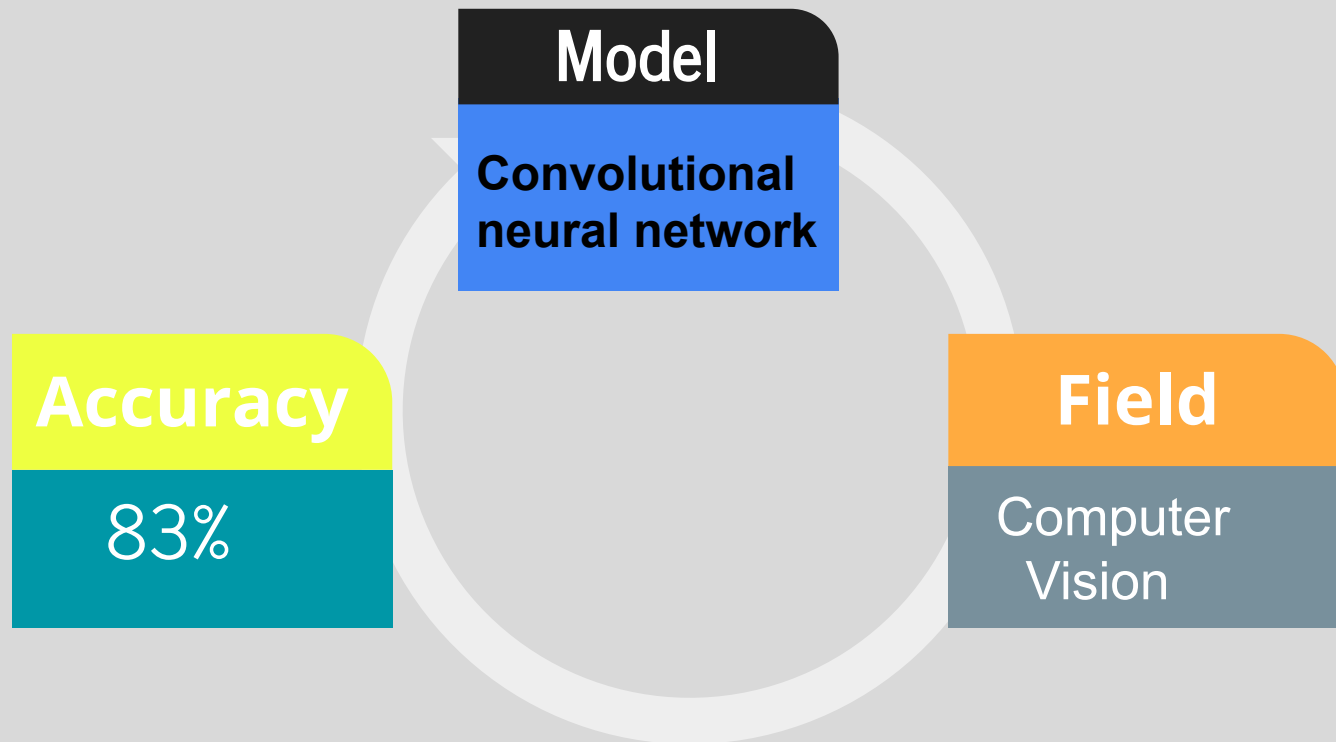 Model
Convolutional
neural network
Accuracy
83%
Field
Computer
Vision